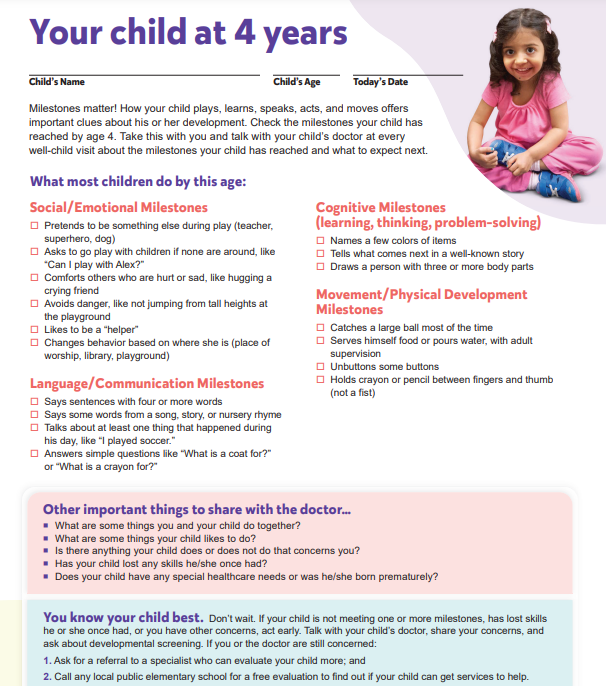 Your child at 4 years
Child's Name
Child's Age
Today's Date
Milestones matter! How your child plays, learns, speaks, acts, and moves offers
important clues about his or her development. Check the milestones your child has
reached by age 4. Take this with you and talk with your child's doctor at every
well-child visit about the milestones your child has reached and what to expect next.
What most children do by this age:
Social/Emotional Milestones
Pretends to be something else during play (teacher,
superhero, dog)
Asks to go play with children if none are around, like
"Can I play with Alex?"
Comforts others who are hurt or sad, like hugging a
crying friend
Avoids danger, like not jumping from tall heights at
the playground
Likes to be a "helper"
Changes behavior based on where she is (place of
worship, library, playground)
Language/Communication Milestones
Says sentences with four or more words
Says some words from a song, story, or nursery rhyme
Talks about at least one thing that happened during
his day, like "I played soccer."
Answers simple questions like "What is a coat for?"
or "What is a crayon for?"
Cognitive Milestones
(learning, thinking, problem-solving)
Names a few colors of items
Tells what comes next in a well-known story
Draws a person with three or more body parts
Movement/Physical Development
Milestones
Catches a large ball most of the time
Serves himself food or pours water, with adult
supervision
Unbuttons some buttons
Holds crayon or pencil between fingers and thumb
(not a fist)
Other important things to share with the doctor...
What are some things you and your child do together?
What are some things your child likes to do?
Is there anything your child does or does not do that concerns you?
Has your child lost any skills he/she once had?
Does your child have any special healthcare needs or was he/she born prematurely?
You know your child best. Don't wait. If your child is not meeting one or more milestones, has lost skills
he or she once had, or you have other concerns, act early. Talk with your child's doctor, share your concerns, and
ask about developmental screening. If you or the doctor are still concerned:
1. Ask for a referral to a specialist who can evaluate your child more; and
2. Call any local public elementary school for a free evaluation to find out if your child can get services to help.